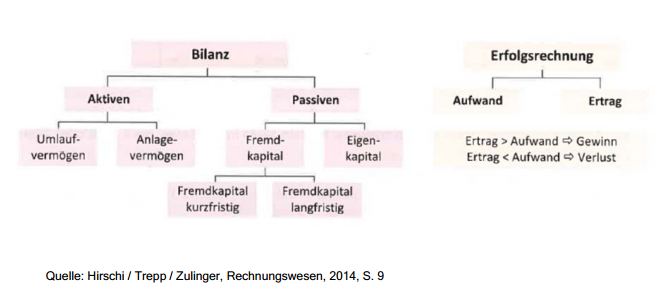 Bilanz
Erfolgsrechnung
Aktiven
Passiven
Aufwand
Ertrag
Umlauf-
vermögen
Anlage-
vermögen
Fremd-
kapital
Eigen-
kapital
Ertrag > Aufwand ⇨ Gewinn
Ertrag < Aufwand ⇨ Verlust
Fremdkapital
kurzfristig
Fremdkapital
langfristig
Quelle: Hirschi / Trepp / Zulinger, Rechnungswesen, 2014, S. 9